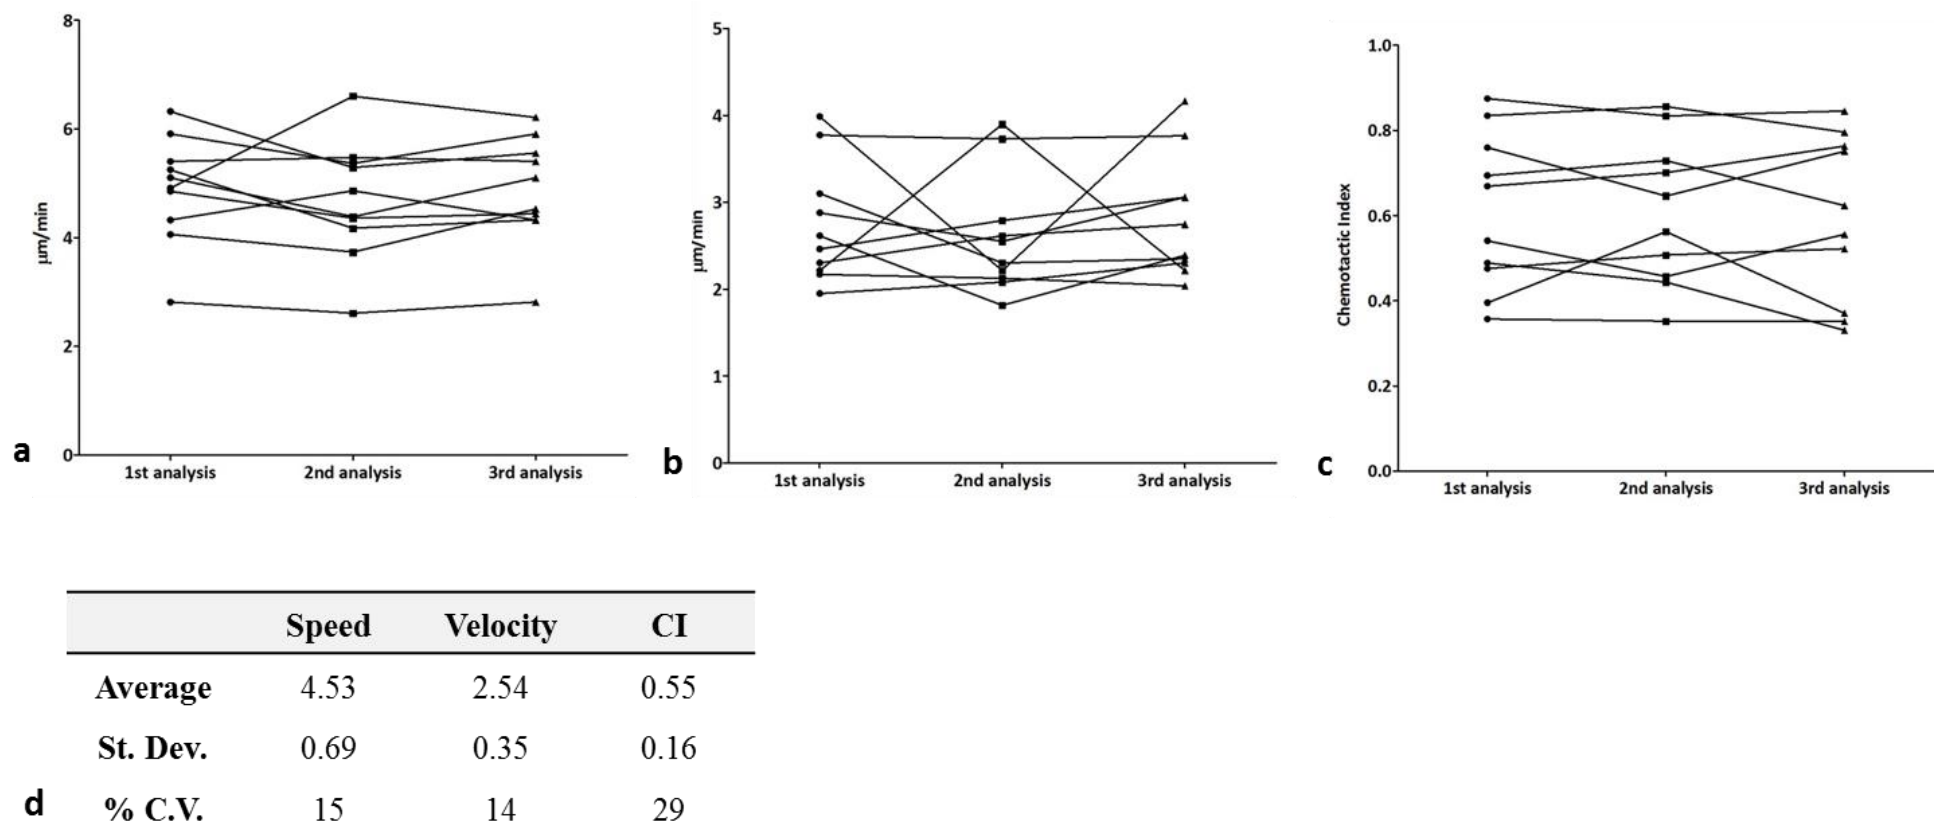 8
6
4
2
0
µm/min
1st analysis 2nd analysis 3rd analysis
a
5
4
3
2
1
0
µm/min
1st analysis 2nd analysis 3rd analysis
b
1.0
0.8
0.6
0.4
0.2
0.0
Chemotactic Index
1st analysis 2nd analysis 3rd analysis
c
Speed Velocity CI
Average 4.53 2.54 0.55
St. Dev. 0.69 0.35 0.16
% C.V. 15 14 29
d